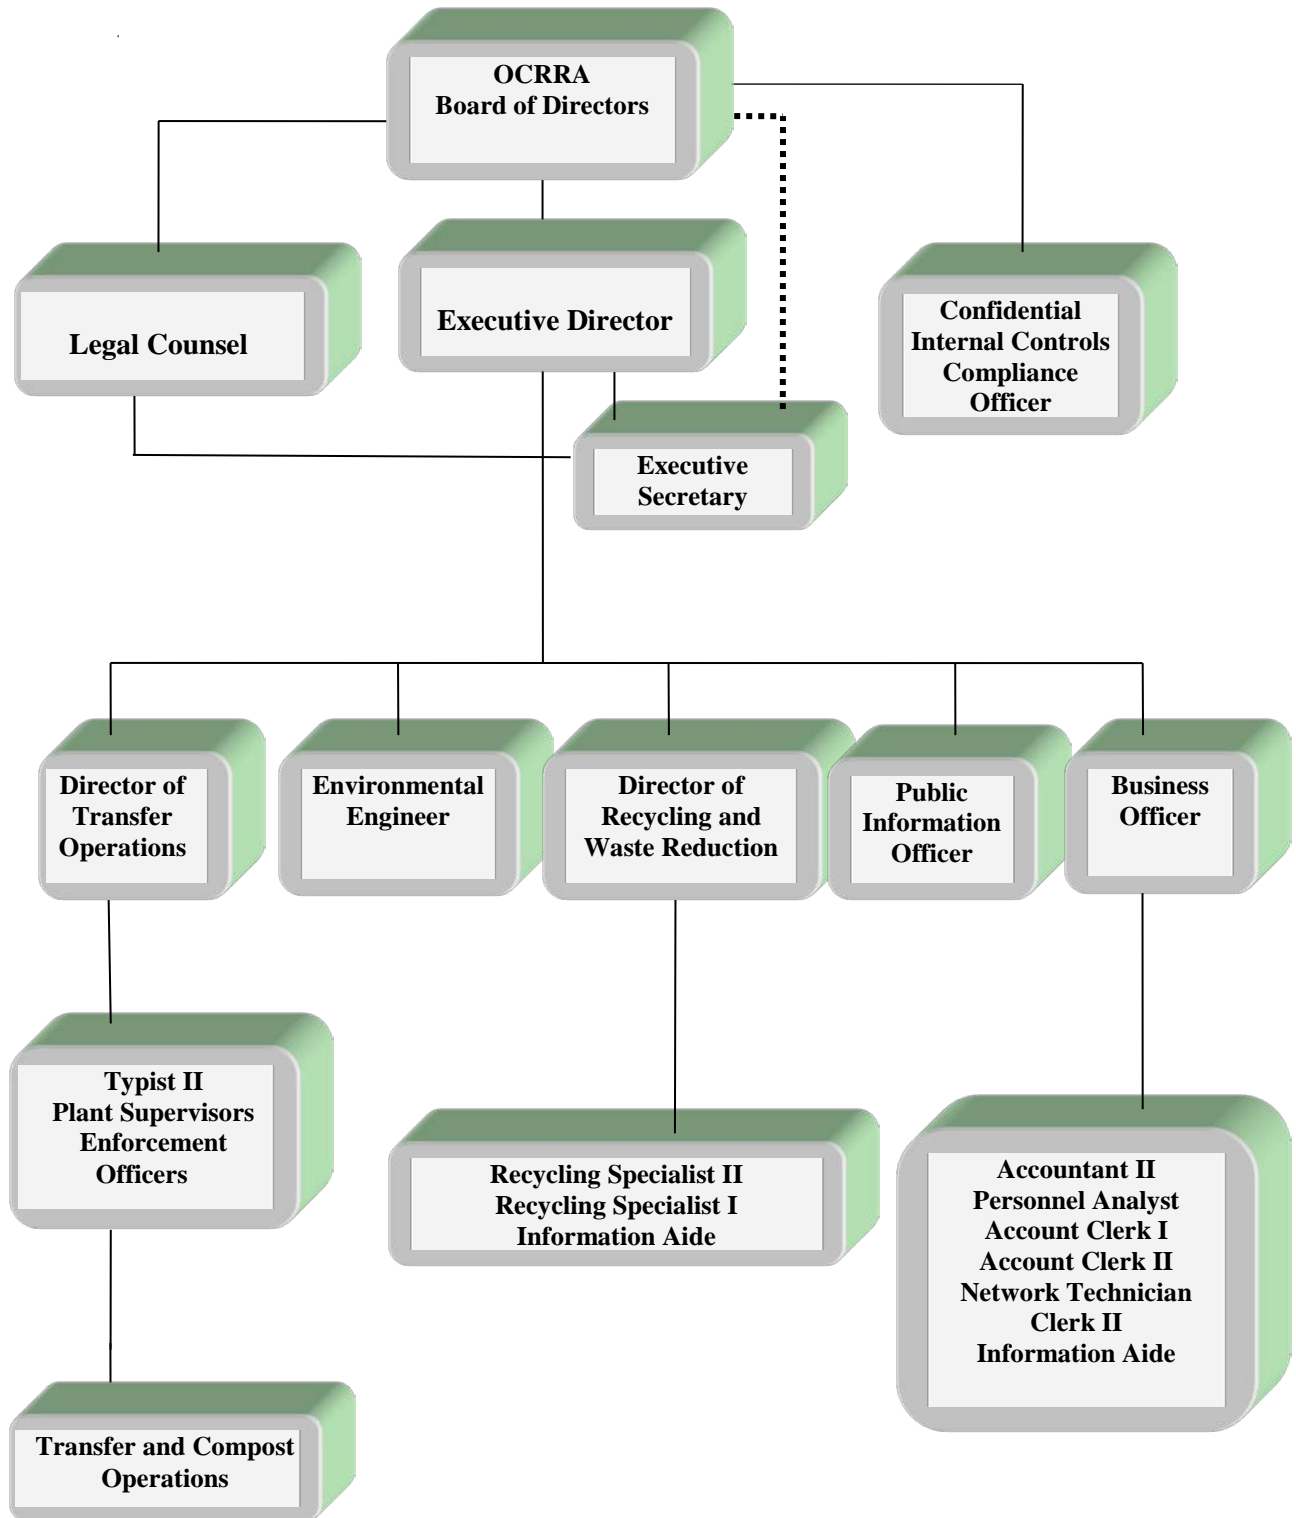 OCRRA
Board of Directors
Legal Counsel
Executive Director
Confidential
Internal Controls
Compliance
Officer
Executive
Secretary
Director of
Transfer
Operations
Environmental
Engineer
Director of
Recycling and
Waste Reduction
Public
Information
Officer
Business
Officer
Typist II
Plant Supervisors
Enforcement
Officers
Recycling Specialist II
Recycling Specialist I
Information Aide
Accountant II
Personnel Analyst
Account Clerk I
Account Clerk II
Network Technician
Clerk II
Information Aide
Transfer and Compost
Operations